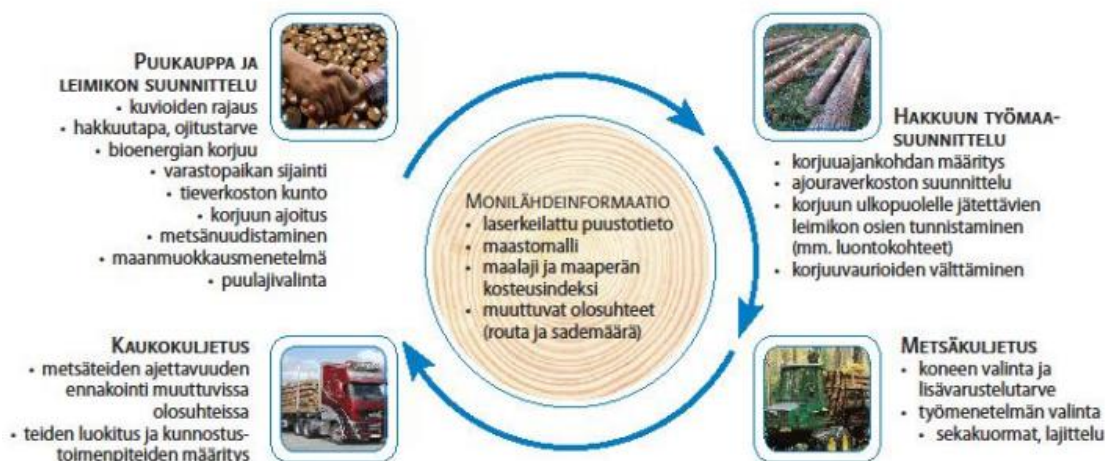 PUUKAUPPA JA
LEIMIKON SUUNNITTELU
• kuvioiden rajaus
• hakkuutapa, ojitustarve
• bioenergian korjuu
• varastopaikan sijainti
• tieverkoston kunto
• korjuun ajoitus
• metsänuudistaminen
• maanmuokkausmenetelmä
• puulajivalinta
HAKKUUN TYÖMAA-
SUUNNITTELU
• korjuuajankohdan määritys
• ajouraverkoston suunnittelu
• korjuun ulkopuolelle jätettävien
leimikon osien tunnistaminen
(mm. luontokohteet)
• korjuuvaurioiden välttäminen
MONILÄHDEINFORMAATIO
• laserkeilattu puustotieto
• maastomalli
• maalaji ja maaperän
kosteusindeksi
• muuttuvat olosuhteet
(routa ja sademäärä)
KAUKOKULJETUS
• metsäteiden ajettavuuden
ennakointi muuttuvissa
olosuhteissa
• teiden luokitus ja kunnostus-
toimenpiteiden määritys
METSÄKULJETUS
• koneen valinta ja
lisävarustelutarve
• työmenetelmän valinta
• sekakuormat, lajittelu